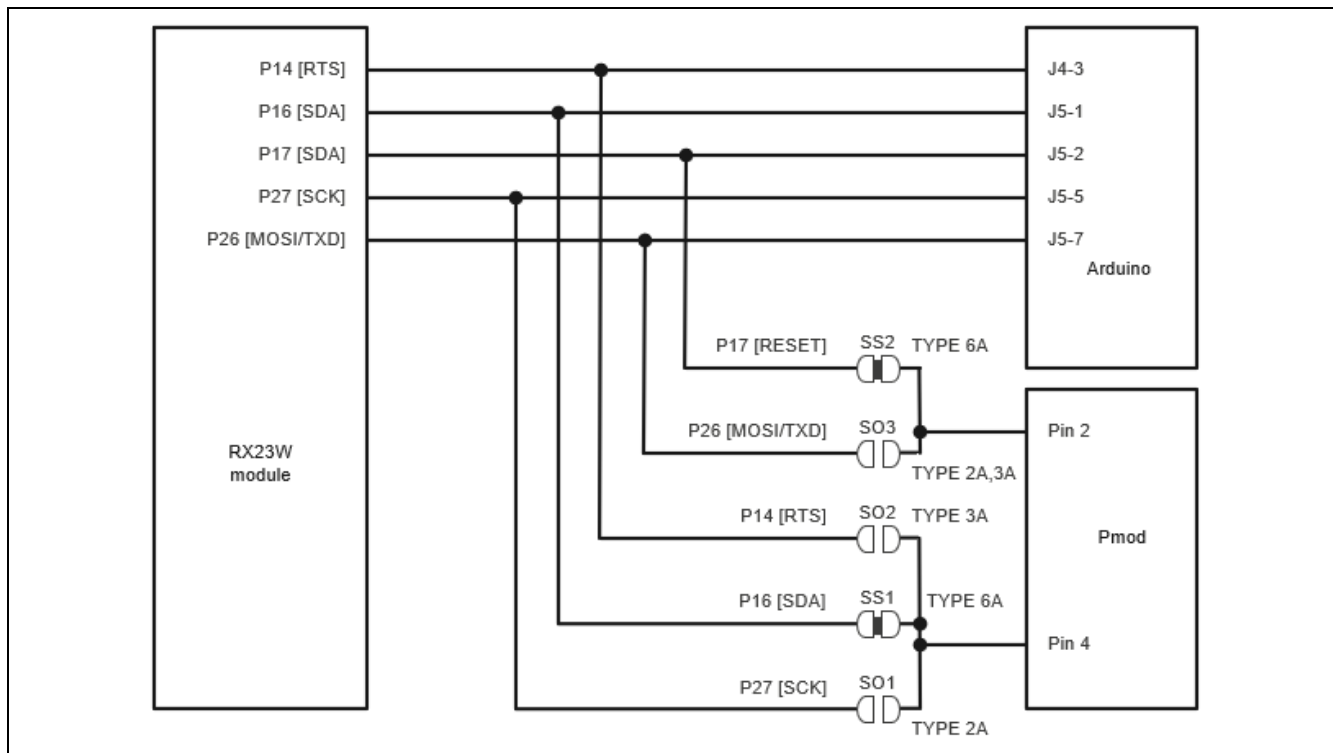 P14 [RTS]
J4-3
P16 [SDA]
J5-1
P17 [SDA]
J5-2
P27 [SCK]
J5-5
P26 [MOSI/TXD]
J5-7
Arduino
P17 [RESET]
SS2
TYPE 6A
P26 [MOSI/TXD]
SO3
Pin 2
TYPE 2A,3A
RX23W
module
P14 [RTS]
SO2
TYPE 3A
Pmod
P16 [SDA]
SS1
TYPE 6A
Pin 4
P27 [SCK]
SO1
TYPE 2A